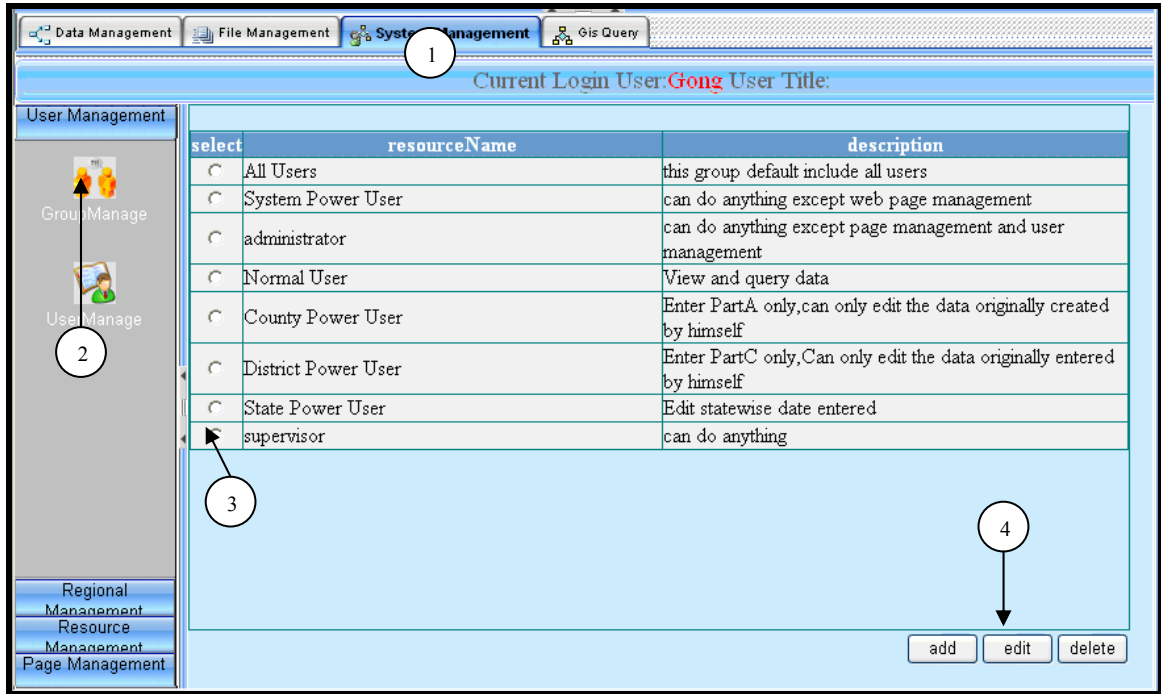 Data Management File Management System Management Gis Query
1
Current Login User:Gong User Title:
User Management
GroupManage
UserManage
2
select resourceName description
All Users this group default include all users
System Power User can do anything except web page management
administrator can do anything except page management and user
management
Normal User View and query data
County Power User Enter PartA only,can only edit the data originally created
by himself
District Power User Enter PartC only,Can only edit the data originally entered
by himself
State Power User Edit statewise date entered
supervisor can do anything
3
4
Regional
Management
Resource
Management
Page Management
add edit delete